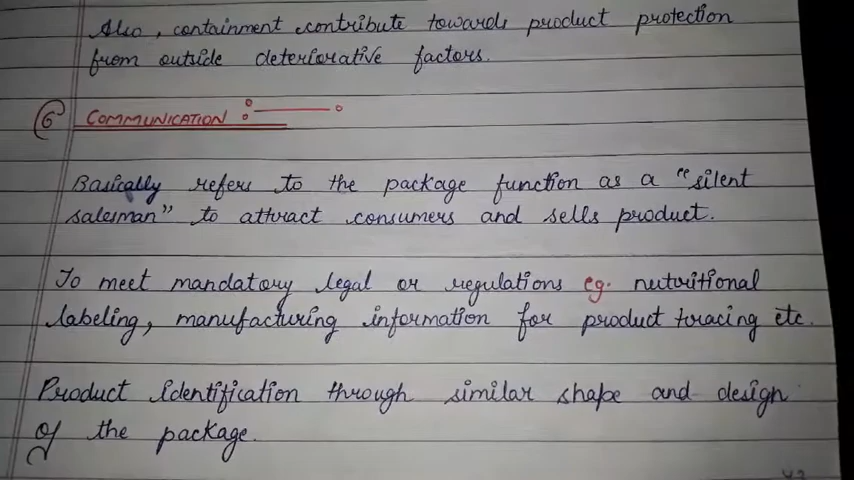 Also, containment contribute towards product protection
from outside deteriorative factors.
6 COMMUNICATION :
Basically refers to the package function as a "silent
salesman" to attract consumers and sells product.
To meet mandatory legal or regulations eg. nutritional
labeling, manufacturing information for product tracing etc.
Product identification through similar shape and design
of the package.